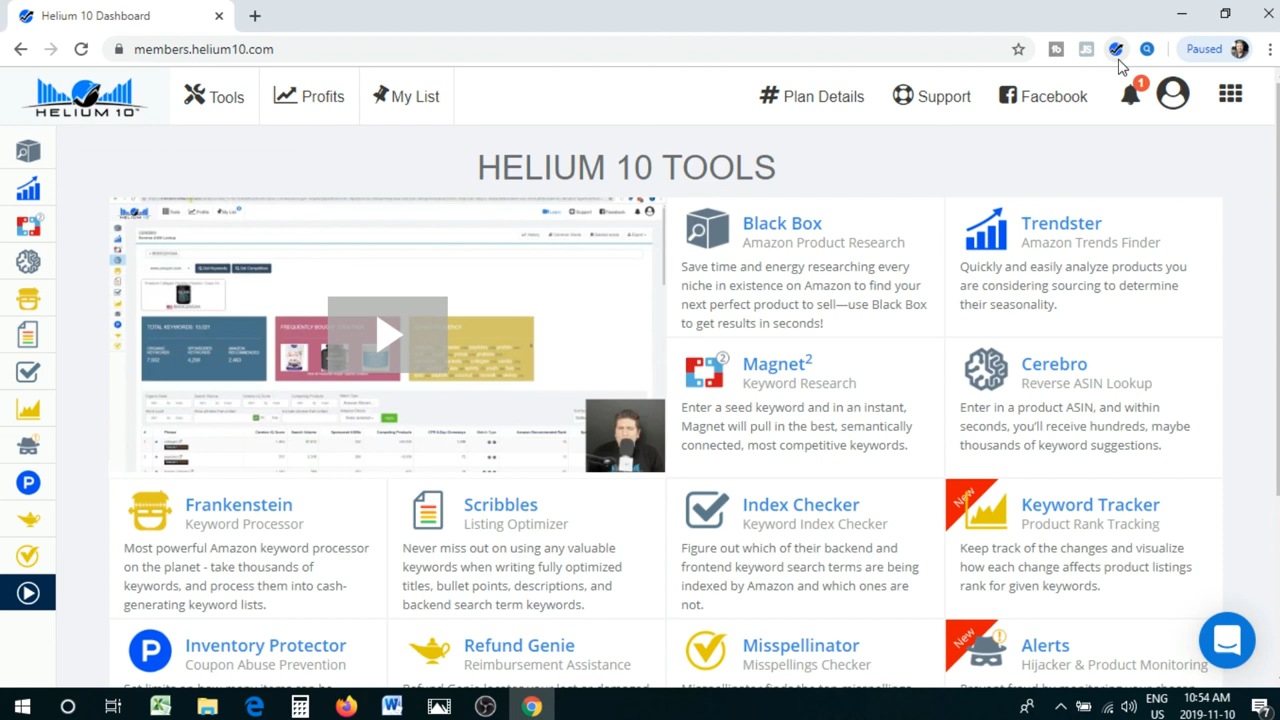 Helium 10 Dashboard
members.helium10.com
Paused
HELIUM 10™
Tools
Profits
My List
Plan Details
Support
Facebook
1
HELIUM 10 TOOLS
Black Box
Amazon Product Research
Save time and energy researching every
niche in existence on Amazon to find your
next perfect product to sell—use Black Box
to get results in seconds!
Trendster
Amazon Trends Finder
Quickly and easily analyze products you
are considering sourcing to determine
their seasonality.
Magnet²
Keyword Research
Enter a seed keyword and in an instant,
Magnet will pull in the best, semantically
connected, most competitive keywords.
Cerebro
Reverse ASIN Lookup
Enter in a product ASIN, and within
seconds, you'll receive hundreds, maybe
thousands of keyword suggestions.
Frankenstein
Keyword Processor
Most powerful Amazon keyword processor
on the planet - take thousands of
keywords, and process them into cash-
generating keyword lists.
Scribbles
Listing Optimizer
Never miss out on using any valuable
keywords when writing fully optimized
titles, bullet points, descriptions, and
backend search term keywords.
Index Checker
Keyword Index Checker
Figure out which of their backend and
frontend keyword search terms are being
indexed by Amazon and which ones are
not.
New
Keyword Tracker
Product Rank Tracking
Keep track of the changes and visualize
how each change affects product listings
rank for given keywords.
Inventory Protector
Coupon Abuse Prevention
Refund Genie
Reimbursement Assistance
Misspellinator
Misspellings Checker
New
Alerts
Hijacker & Product Monitoring
ENG
US
10:54 AM
2019-11-10
7